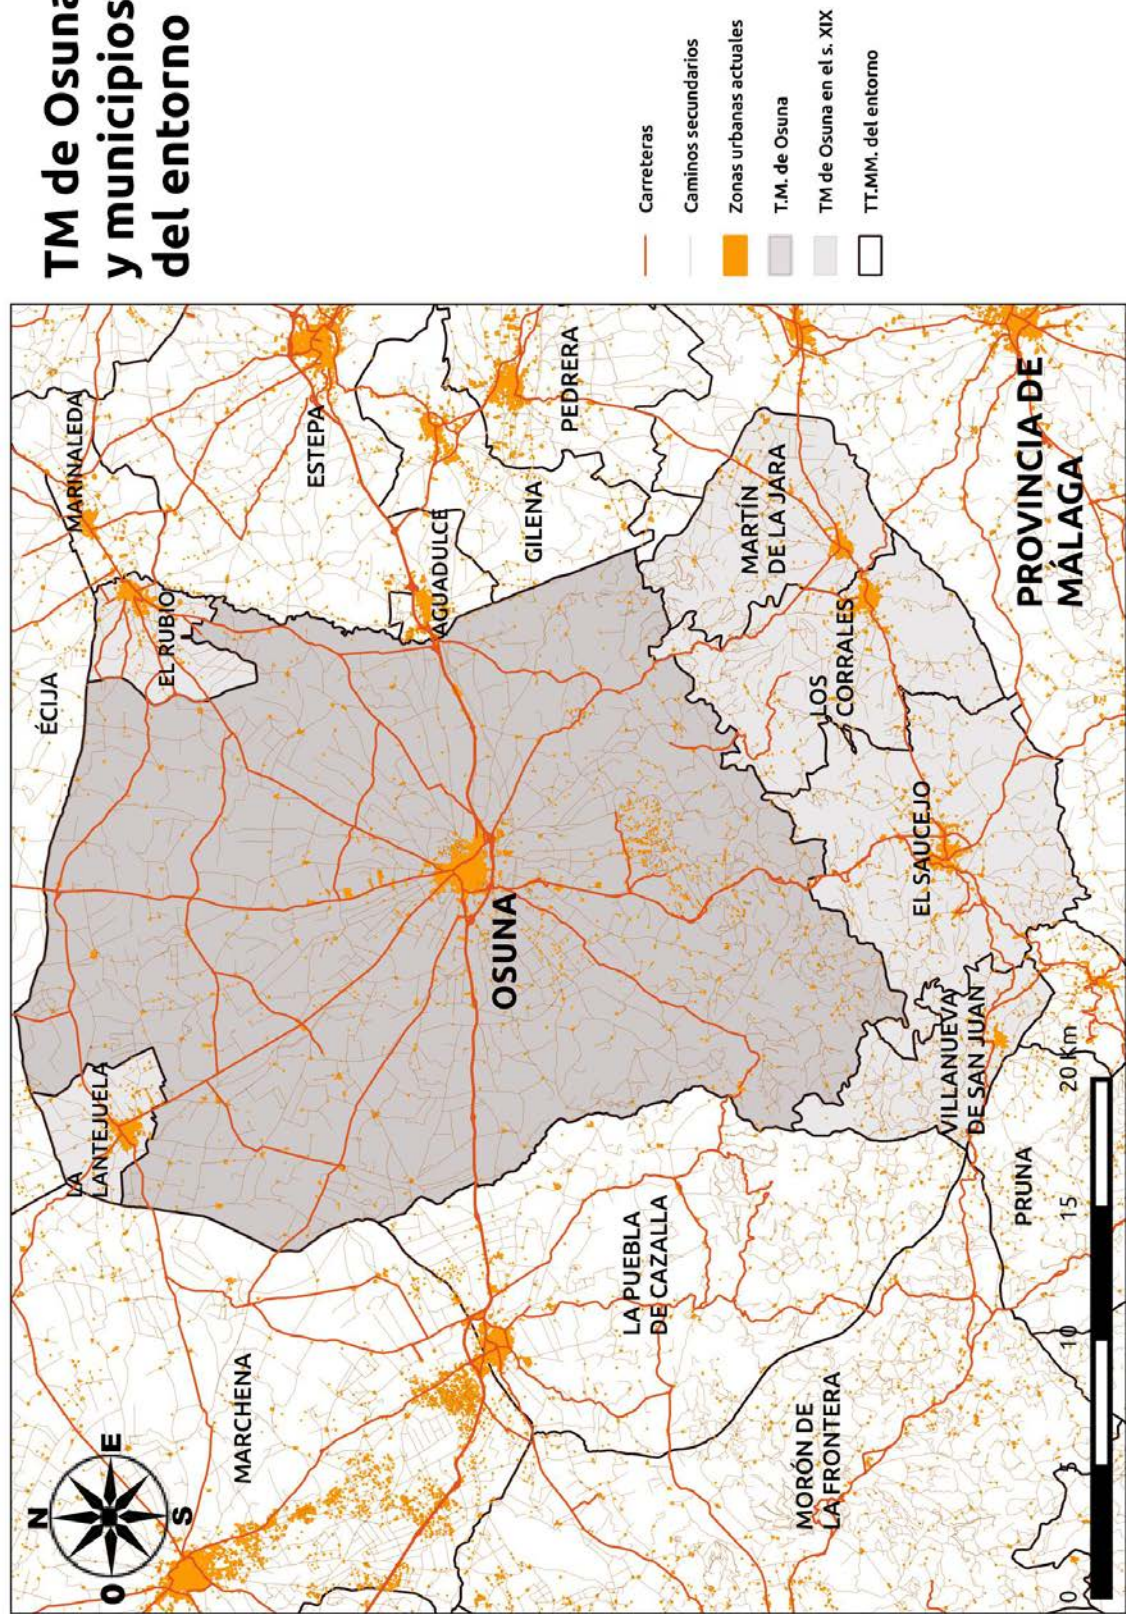 TM de Osuna
y municipios
del entorno
Carreteras
Caminos secundarios
Zonas urbanas actuales
T.M. de Osuna
TM de Osuna en el s. XIX
TT.MM. del entorno
N
E
S
O
ÉCIJA
MARINALEDA
EL RUBIO
ESTEPA
LA
LANTEJUELA
AGUADULCE
GILENA
PEDRERA
MARCHENA
OSUNA
MARTÍN
DE LA JARA
LOS
CORRALES
LA PUEBLA
DE CAZALLA
EL SAUCEJO
VILLANUEVA
DE SAN JUAN
MORÓN DE
LA FRONTERA
PRUNA
PROVINCIA DE
MÁLAGA
0 5 10 15 20 Km